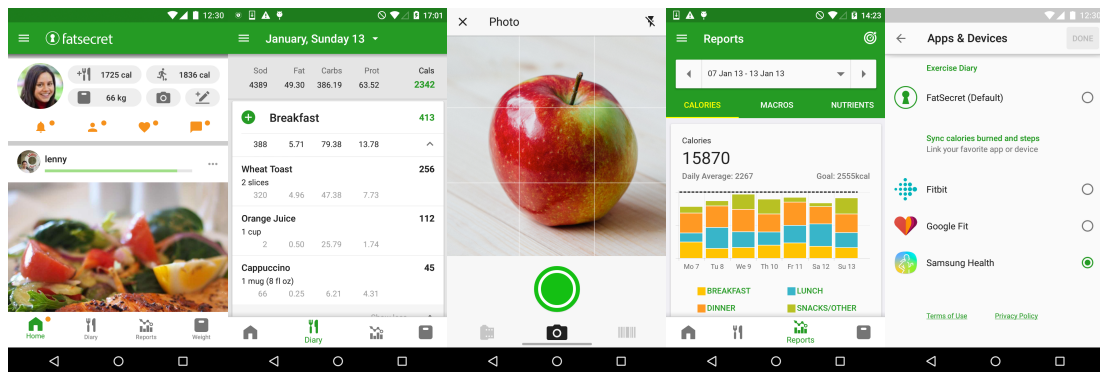 12:30
fatsecret
1725 cal
1836 cal
66 kg
lenny
Home
Diary
Reports
Weight
17:01
January, Sunday 13
Sod Fat Carbs Prot Cals
4389 49.30 386.19 63.52 2342
Breakfast 413
388 5.71 79.38 13.78
Wheat Toast 256
2 slices
320 4.96 47.38 7.73
Orange Juice 112
1 cup
2 0.50 25.79 1.74
Cappuccino 45
1 mug (8 fl oz)
66 0.25 6.21 4.31
Diary
Photo
14:23
Reports
07 Jan 13 - 13 Jan 13
CALORIES MACROS NUTRIENTS
Calories
15870
Daily Average: 2267 Goal: 2555kcal
Mo 7 Tu 8 We 9 Th 10 Fr 11 Sa 12 Su 13
BREAKFAST LUNCH
DINNER SNACKS/OTHER
Reports
12:30
Apps & Devices DONE
Exercise Diary
FatSecret (Default)
Sync calories burned and steps
Link your favorite app or device
Fitbit
Google Fit
Samsung Health
Terms of Use Privacy Policy